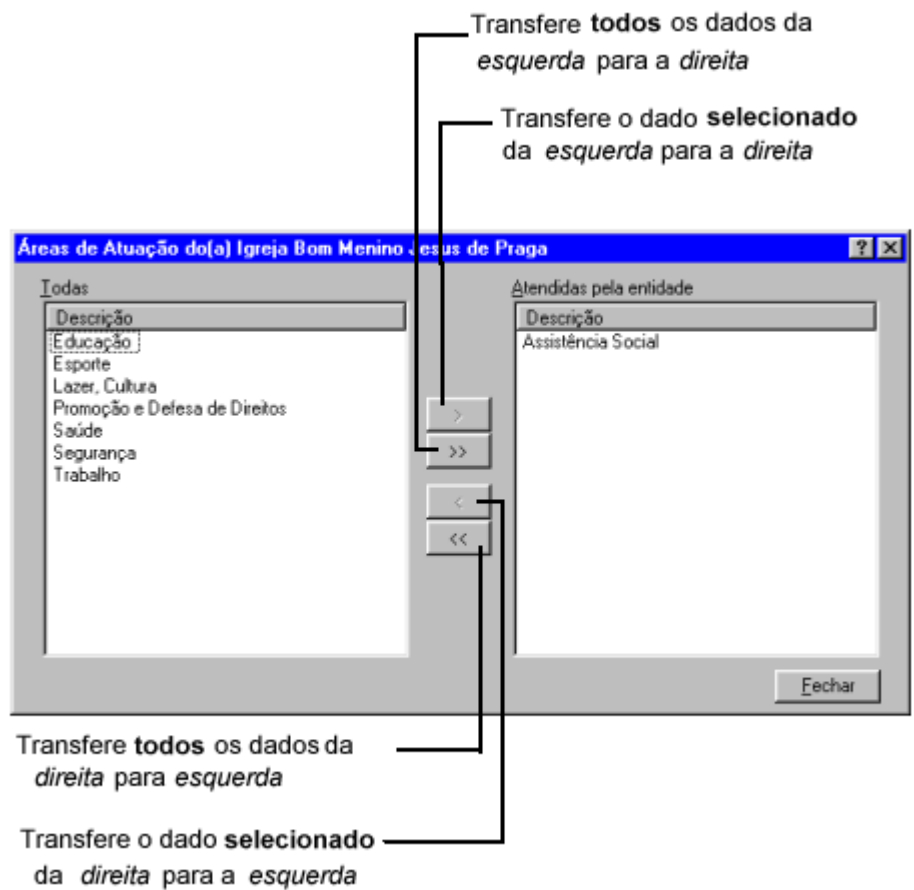 Transfere todos os dados da
esquerda para a direita
Transfere o dado selecionado
da esquerda para a direita
Áreas de Atuação do(a) Igreja Bom Menino Jesus de Praga
? ×
Todas
Descrição
Educação
Esporte
Lazer, Cultura
Promoção e Defesa de Direitos
Saúde
Segurança
Trabalho
>
>>
<
<<
Atendidas pela entidade
Descrição
Assistência Social
Fechar
Transfere todos os dados da
direita para esquerda
Transfere o dado selecionado
da direita para a esquerda